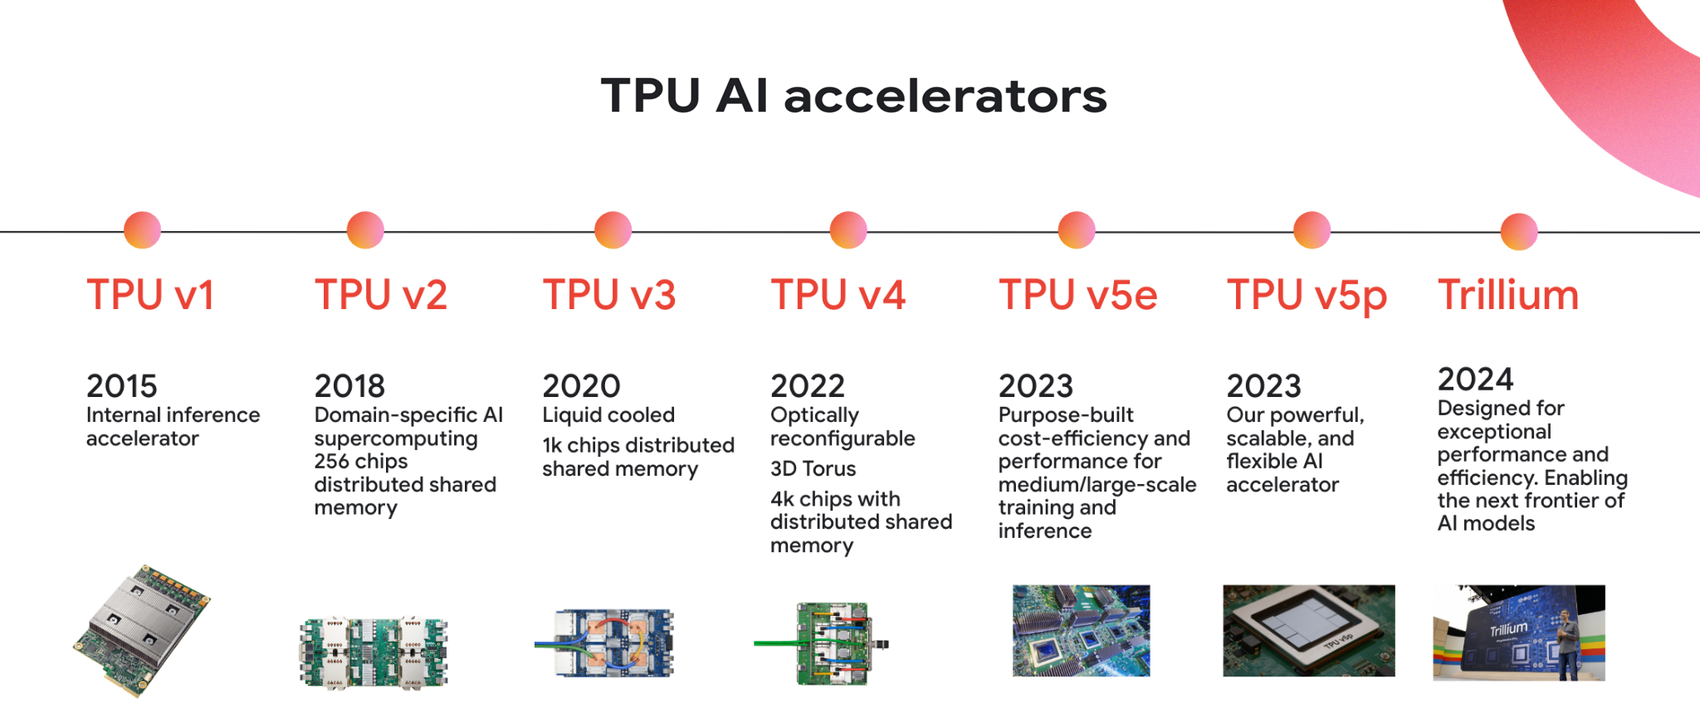 TPU AI accelerators
TPU v1
2015
Internal inference
accelerator
TPU v2
2018
Domain-specific AI
supercomputing
256 chips
distributed shared
memory
TPU v3
2020
Liquid cooled
1k chips distributed
shared memory
TPU v4
2022
Optically
reconfigurable
3D Torus
4k chips with
distributed shared
memory
TPU v5e
2023
Purpose-built
cost-efficiency and
performance for
medium/large-scale
training and
inference
TPU v5p
2023
Our powerful,
scalable, and
flexible AI
accelerator
TPU v5p
Trillium
2024
Designed for
exceptional
performance and
efficiency. Enabling
the next frontier of
AI models
Trillium